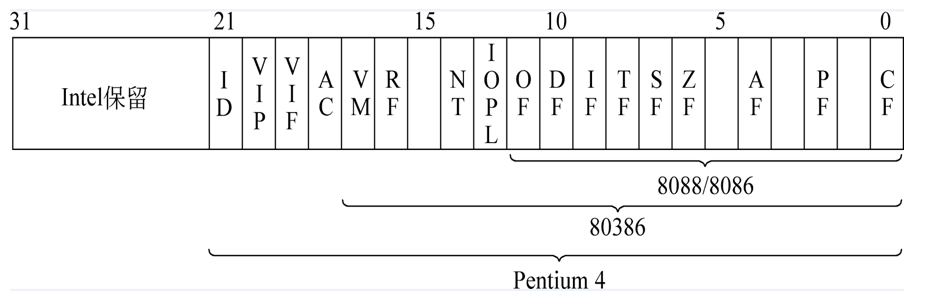 31 21 15 10 5 0
Intel保留 ID VIP VIF AC VM RF NT IOPL OF DF IF TF SF ZF AF PF CF
8088/8086
80386
Pentium 4